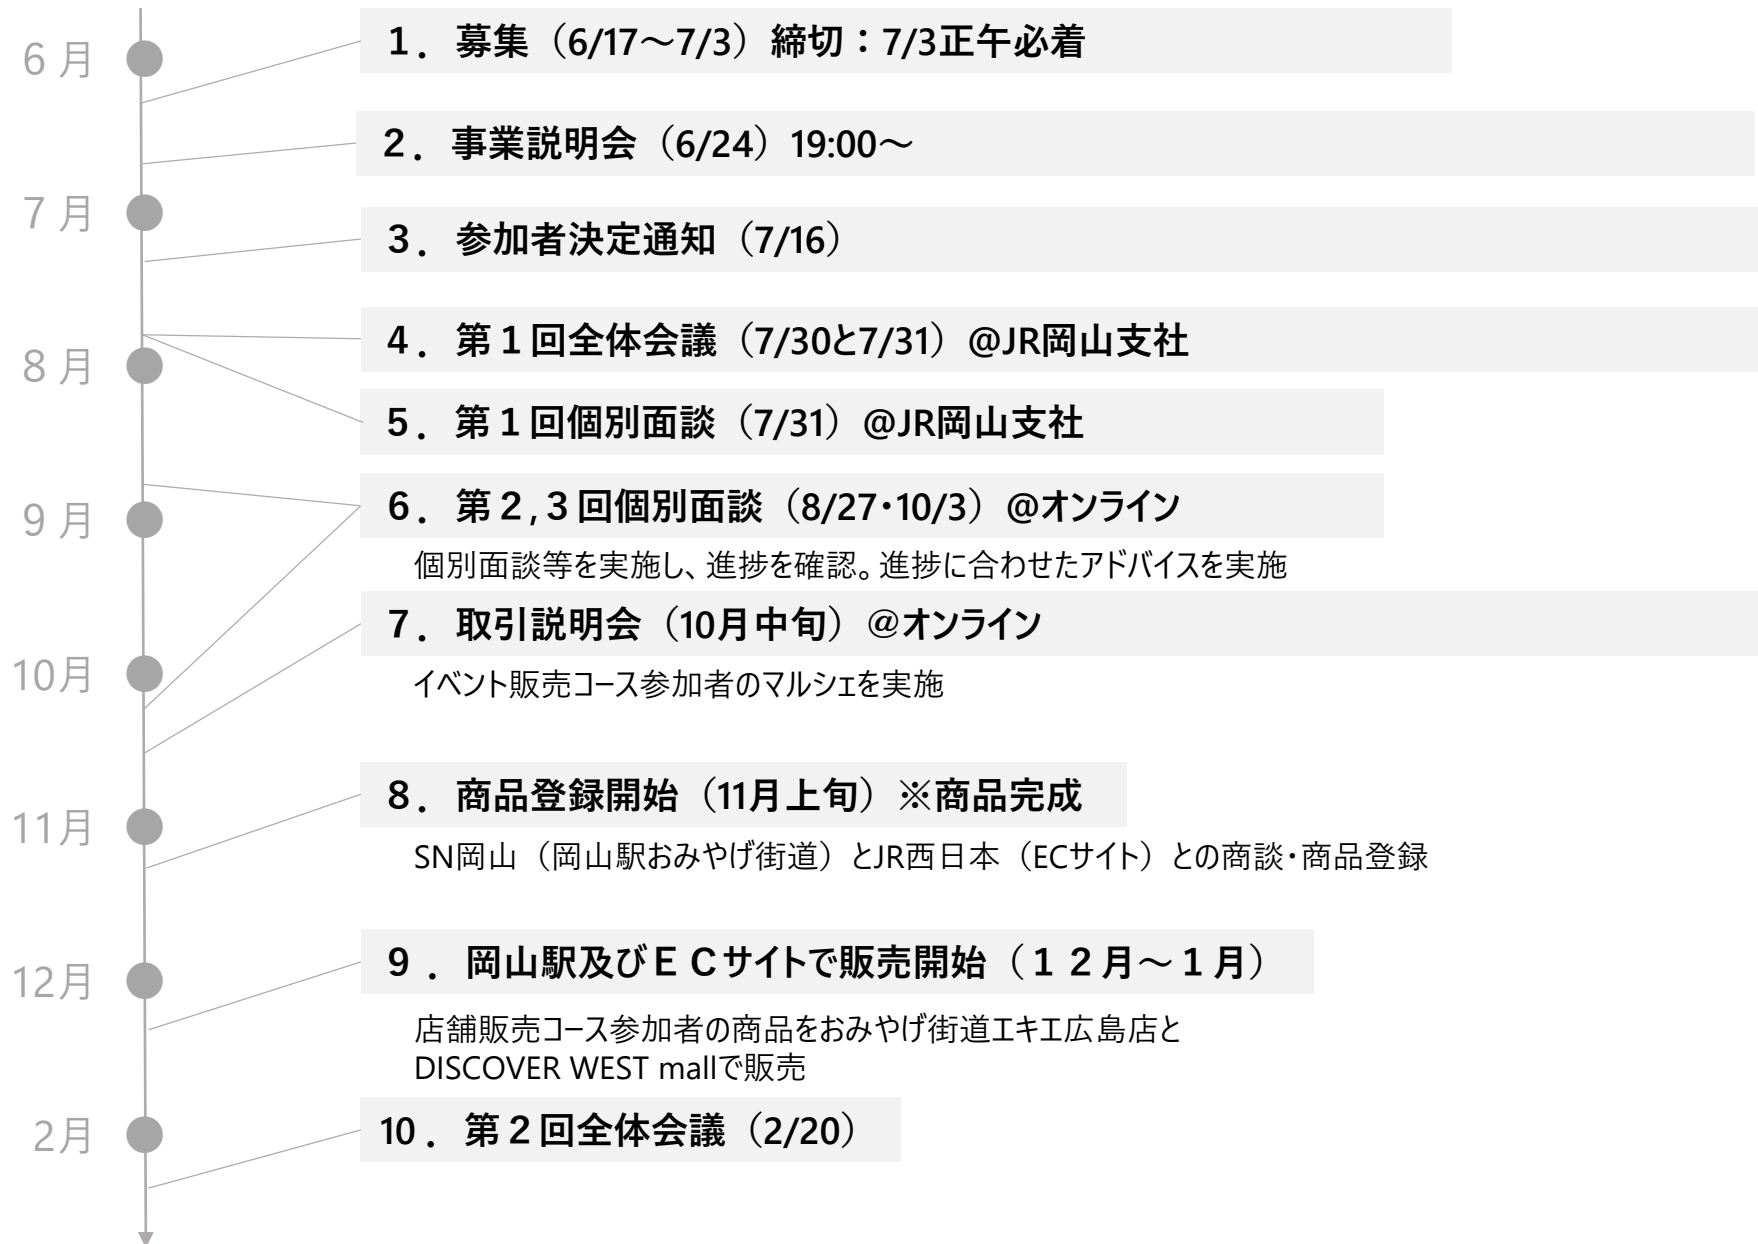 6月
1．募集（6/17～7/3）締切：7/3正午必着
2．事業説明会（6/24）19:00～
7月
3．参加者決定通知（7/16）
4．第１回全体会議（7/30と7/31）@JR岡山支社
8月
5．第１回個別面談（7/31）@JR岡山支社
6．第２,３回個別面談（8/27・10/3）@オンライン
9月
個別面談等を実施し、進捗を確認。進捗に合わせたアドバイスを実施
7．取引説明会（10月中旬）＠オンライン
10月
イベント販売コース参加者のマルシェを実施
8．商品登録開始（11月上旬）※商品完成
11月
SN岡山（岡山駅おみやげ街道）とJR西日本（ECサイト）との商談・商品登録
9．岡山駅及びＥＣサイトで販売開始（１２月～１月）
12月
店舗販売コース参加者の商品をおみやげ街道エキエ広島店と
DISCOVER WEST mallで販売
10．第２回全体会議（2/20）
2月